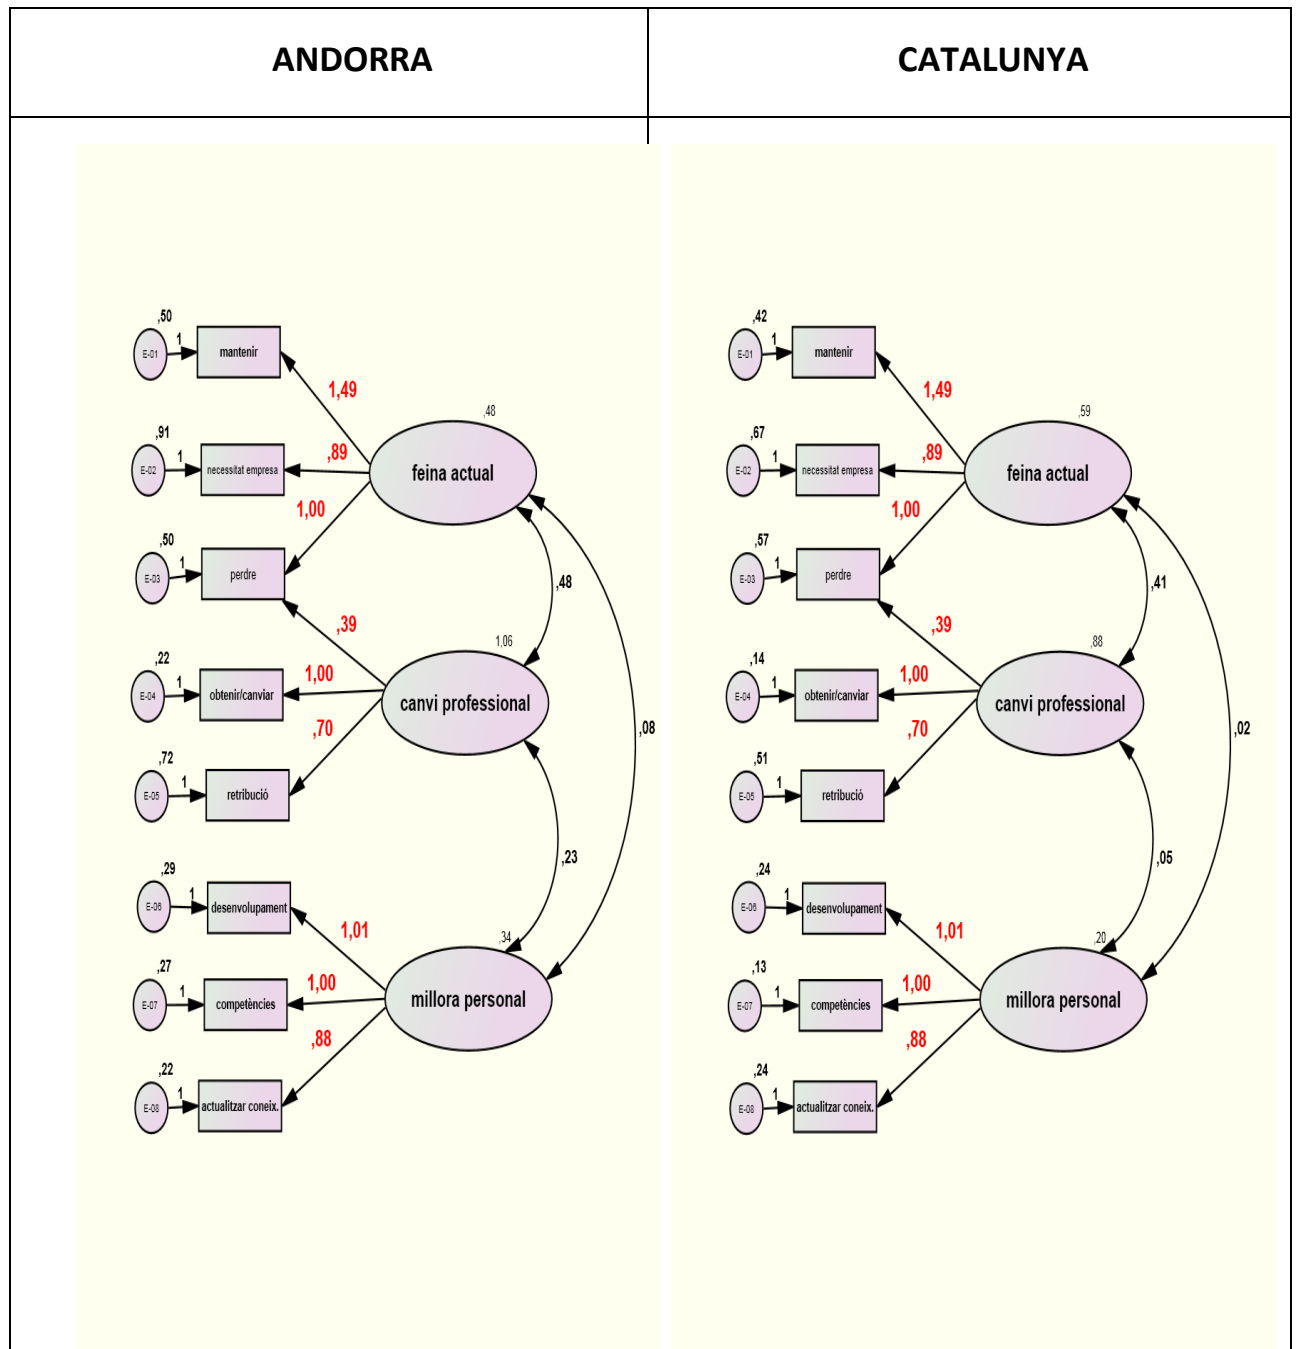 ANDORRA
CATALUNYA
,50
1
E-01
mantenir
1,49
,48
,91
1
E-02
necessitat empresa
,89
feina actual
1,00
,50
1
E-03
perdre
,48
,39
1,06
,22
1
E-04
obtenir/canviar
1,00
canvi professional
,70
,08
,72
1
E-05
retribució
,23
,29
1
E-06
desenvolupament
1,01
,34
,27
1
E-07
competències
1,00
millora personal
,88
,22
1
E-08
actualitzar coneix.
,42
1
E-01
mantenir
1,49
,59
,67
1
E-02
necessitat empresa
,89
feina actual
1,00
,57
1
E-03
perdre
,41
,39
,88
,14
1
E-04
obtenir/canviar
1,00
canvi professional
,70
,02
,51
1
E-05
retribució
,05
,24
1
E-06
desenvolupament
1,01
,20
,13
1
E-07
competències
1,00
millora personal
,88
,24
1
E-08
actualitzar coneix.